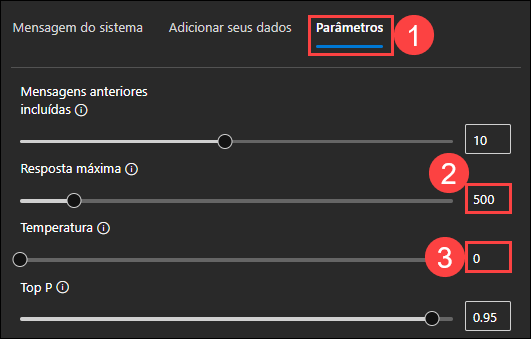 Mensagem do sistema Adicionar seus dados Parâmetros 1
Mensagens anteriores
incluídas
10
Resposta máxima 2
500
Temperatura
3 0
Top P
0.95